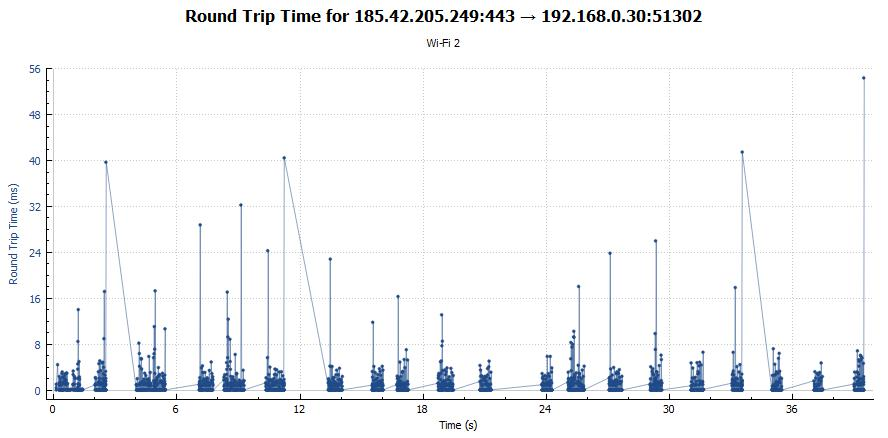 Round Trip Time for 185.42.205.249:443 → 192.168.0.30:51302
Wi-Fi 2
Round Trip Time (ms)
56
48
40
32
24
16
8
0
0 6 12 18 24 30 36
Time (s)